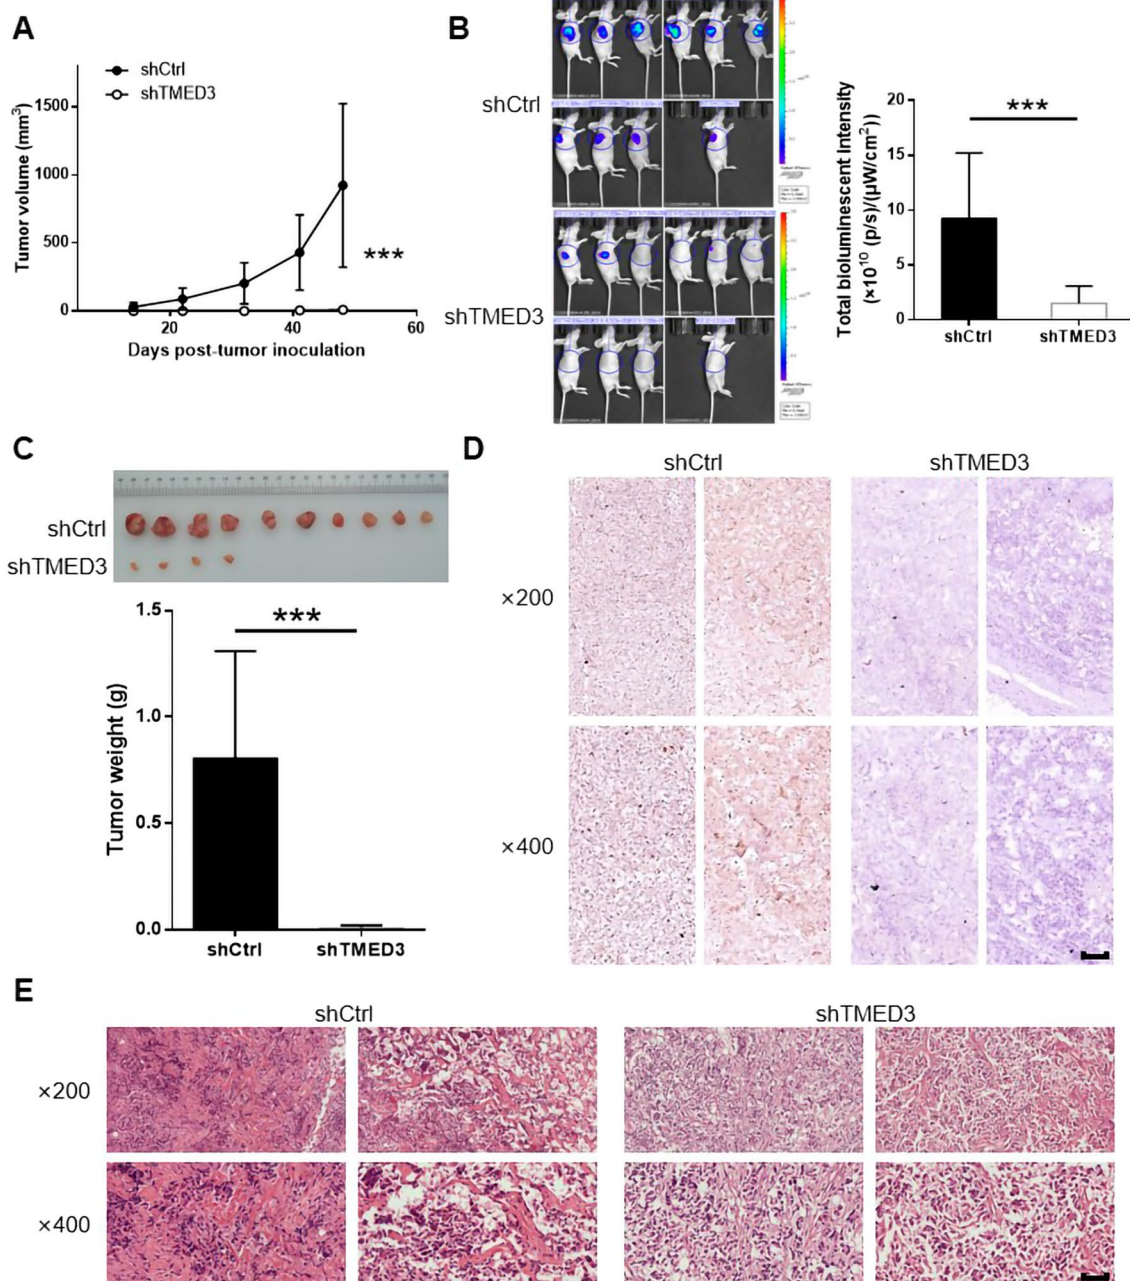 A
shCtrl
shTMED3
Tumor volume (mm³)
1500
1000
500
0
20
40
60
***
Days post-tumor inoculation
B
shCtrl
shTMED3
Total bioluminescent Intensity
(×10¹⁰ (p/s)/(μW/cm²))
20
15
10
5
0
***
shCtrl
shTMED3
C
shCtrl
shTMED3
Tumor weight (g)
1.5
1.0
0.5
0.0
***
shCtrl
shTMED3
D
shCtrl
shTMED3
×200
×400
E
shCtrl
shTMED3
×200
×400